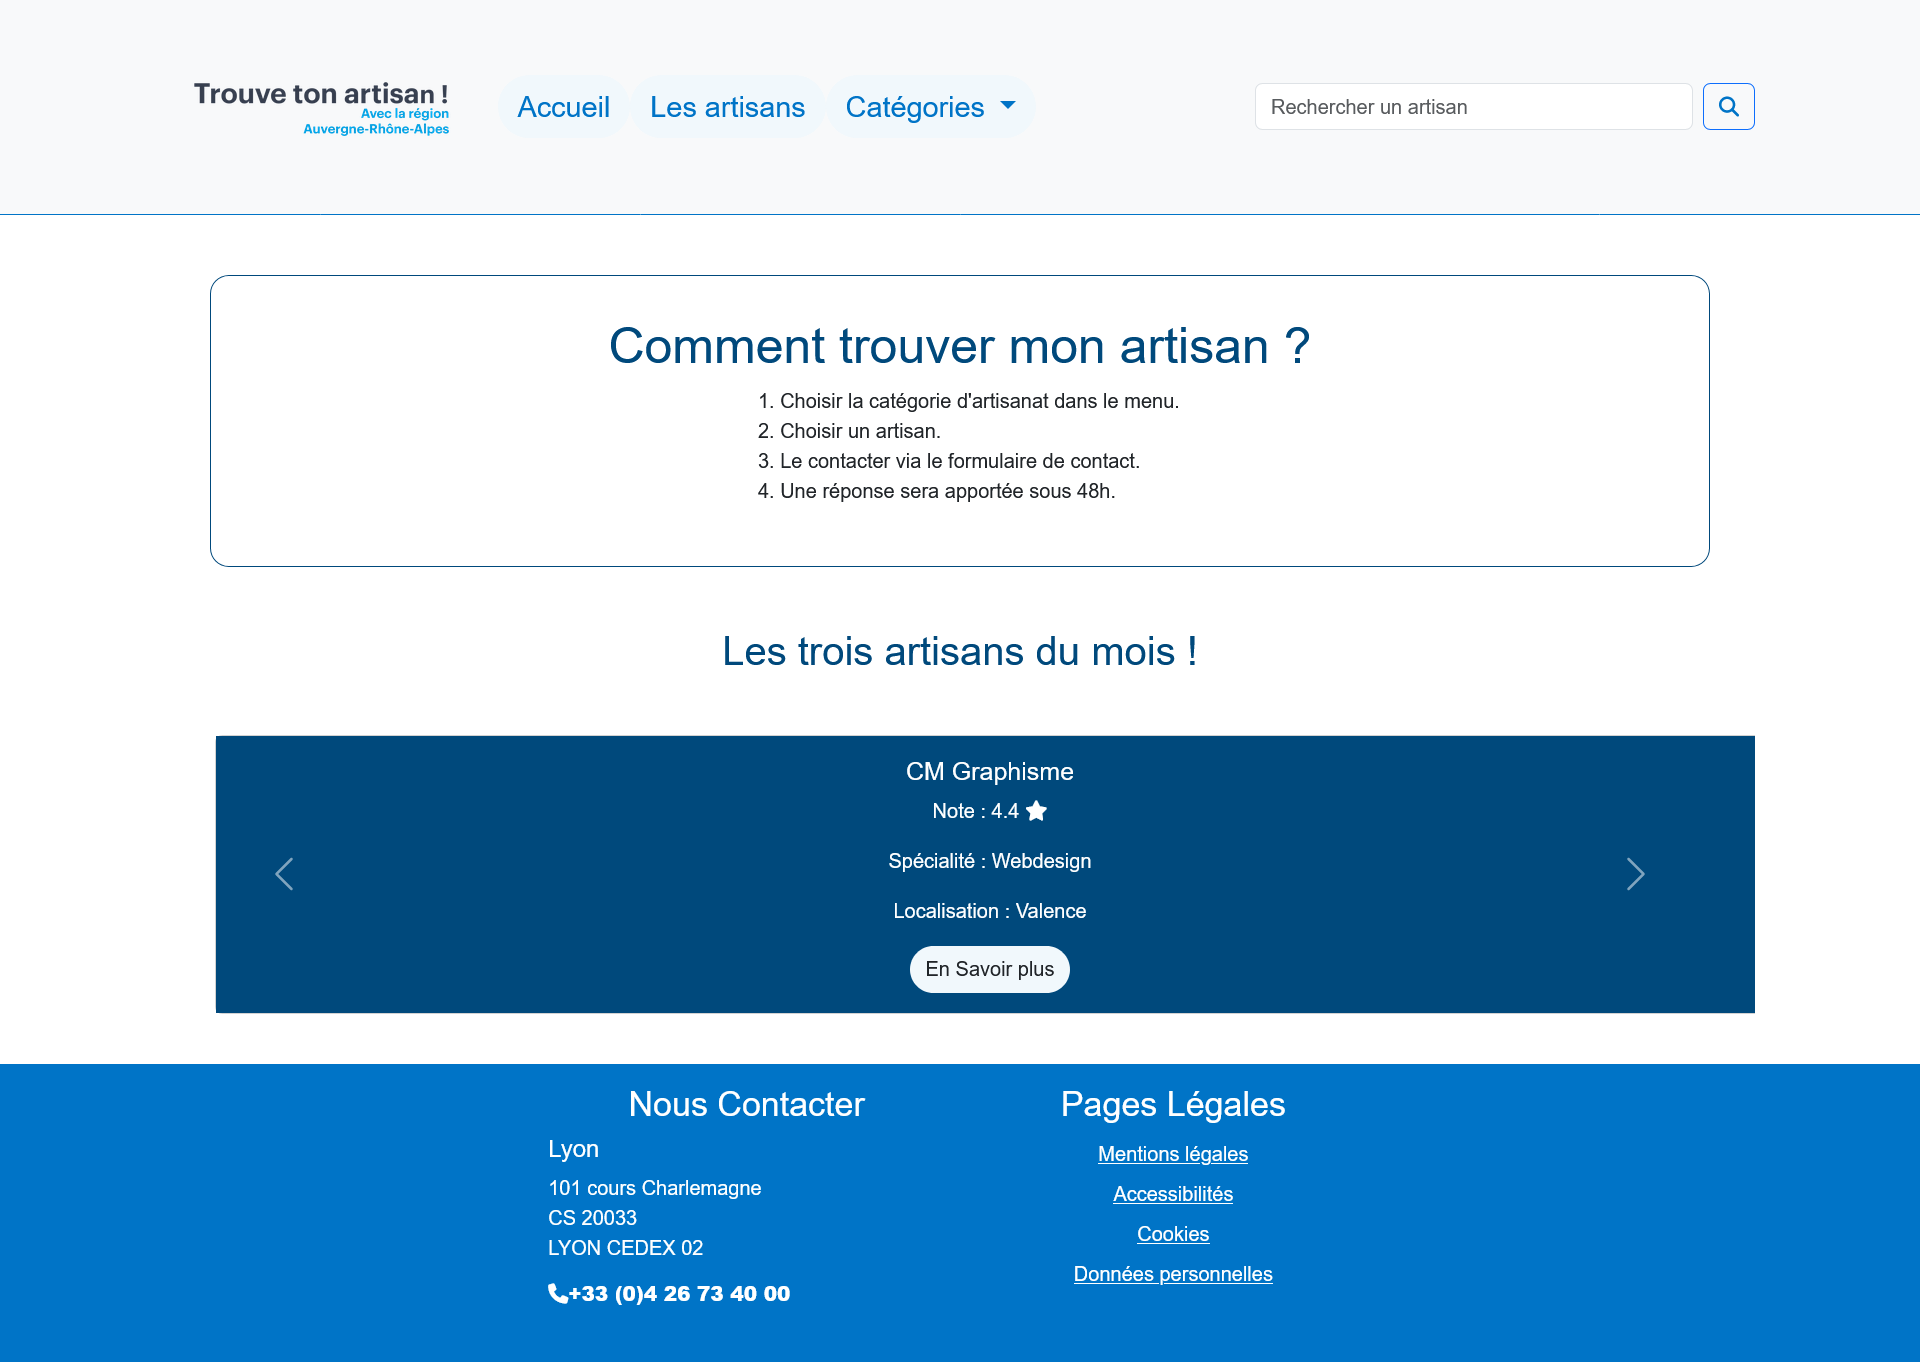 Trouve ton artisan !
Avec la région
Auvergne-Rhône-Alpes
Accueil
Les artisans
Catégories
Rechercher un artisan
Comment trouver mon artisan ?
1. Choisir la catégorie d'artisanat dans le menu.
2. Choisir un artisan.
3. Le contacter via le formulaire de contact.
4. Une réponse sera apportée sous 48h.
Les trois artisans du mois !
CM Graphisme
Note : 4.4
Spécialité : Webdesign
Localisation : Valence
En Savoir plus
Nous Contacter
Lyon
101 cours Charlemagne
CS 20033
LYON CEDEX 02
+33 (0)4 26 73 40 00
Pages Légales
Mentions légales
Accessibilités
Cookies
Données personnelles